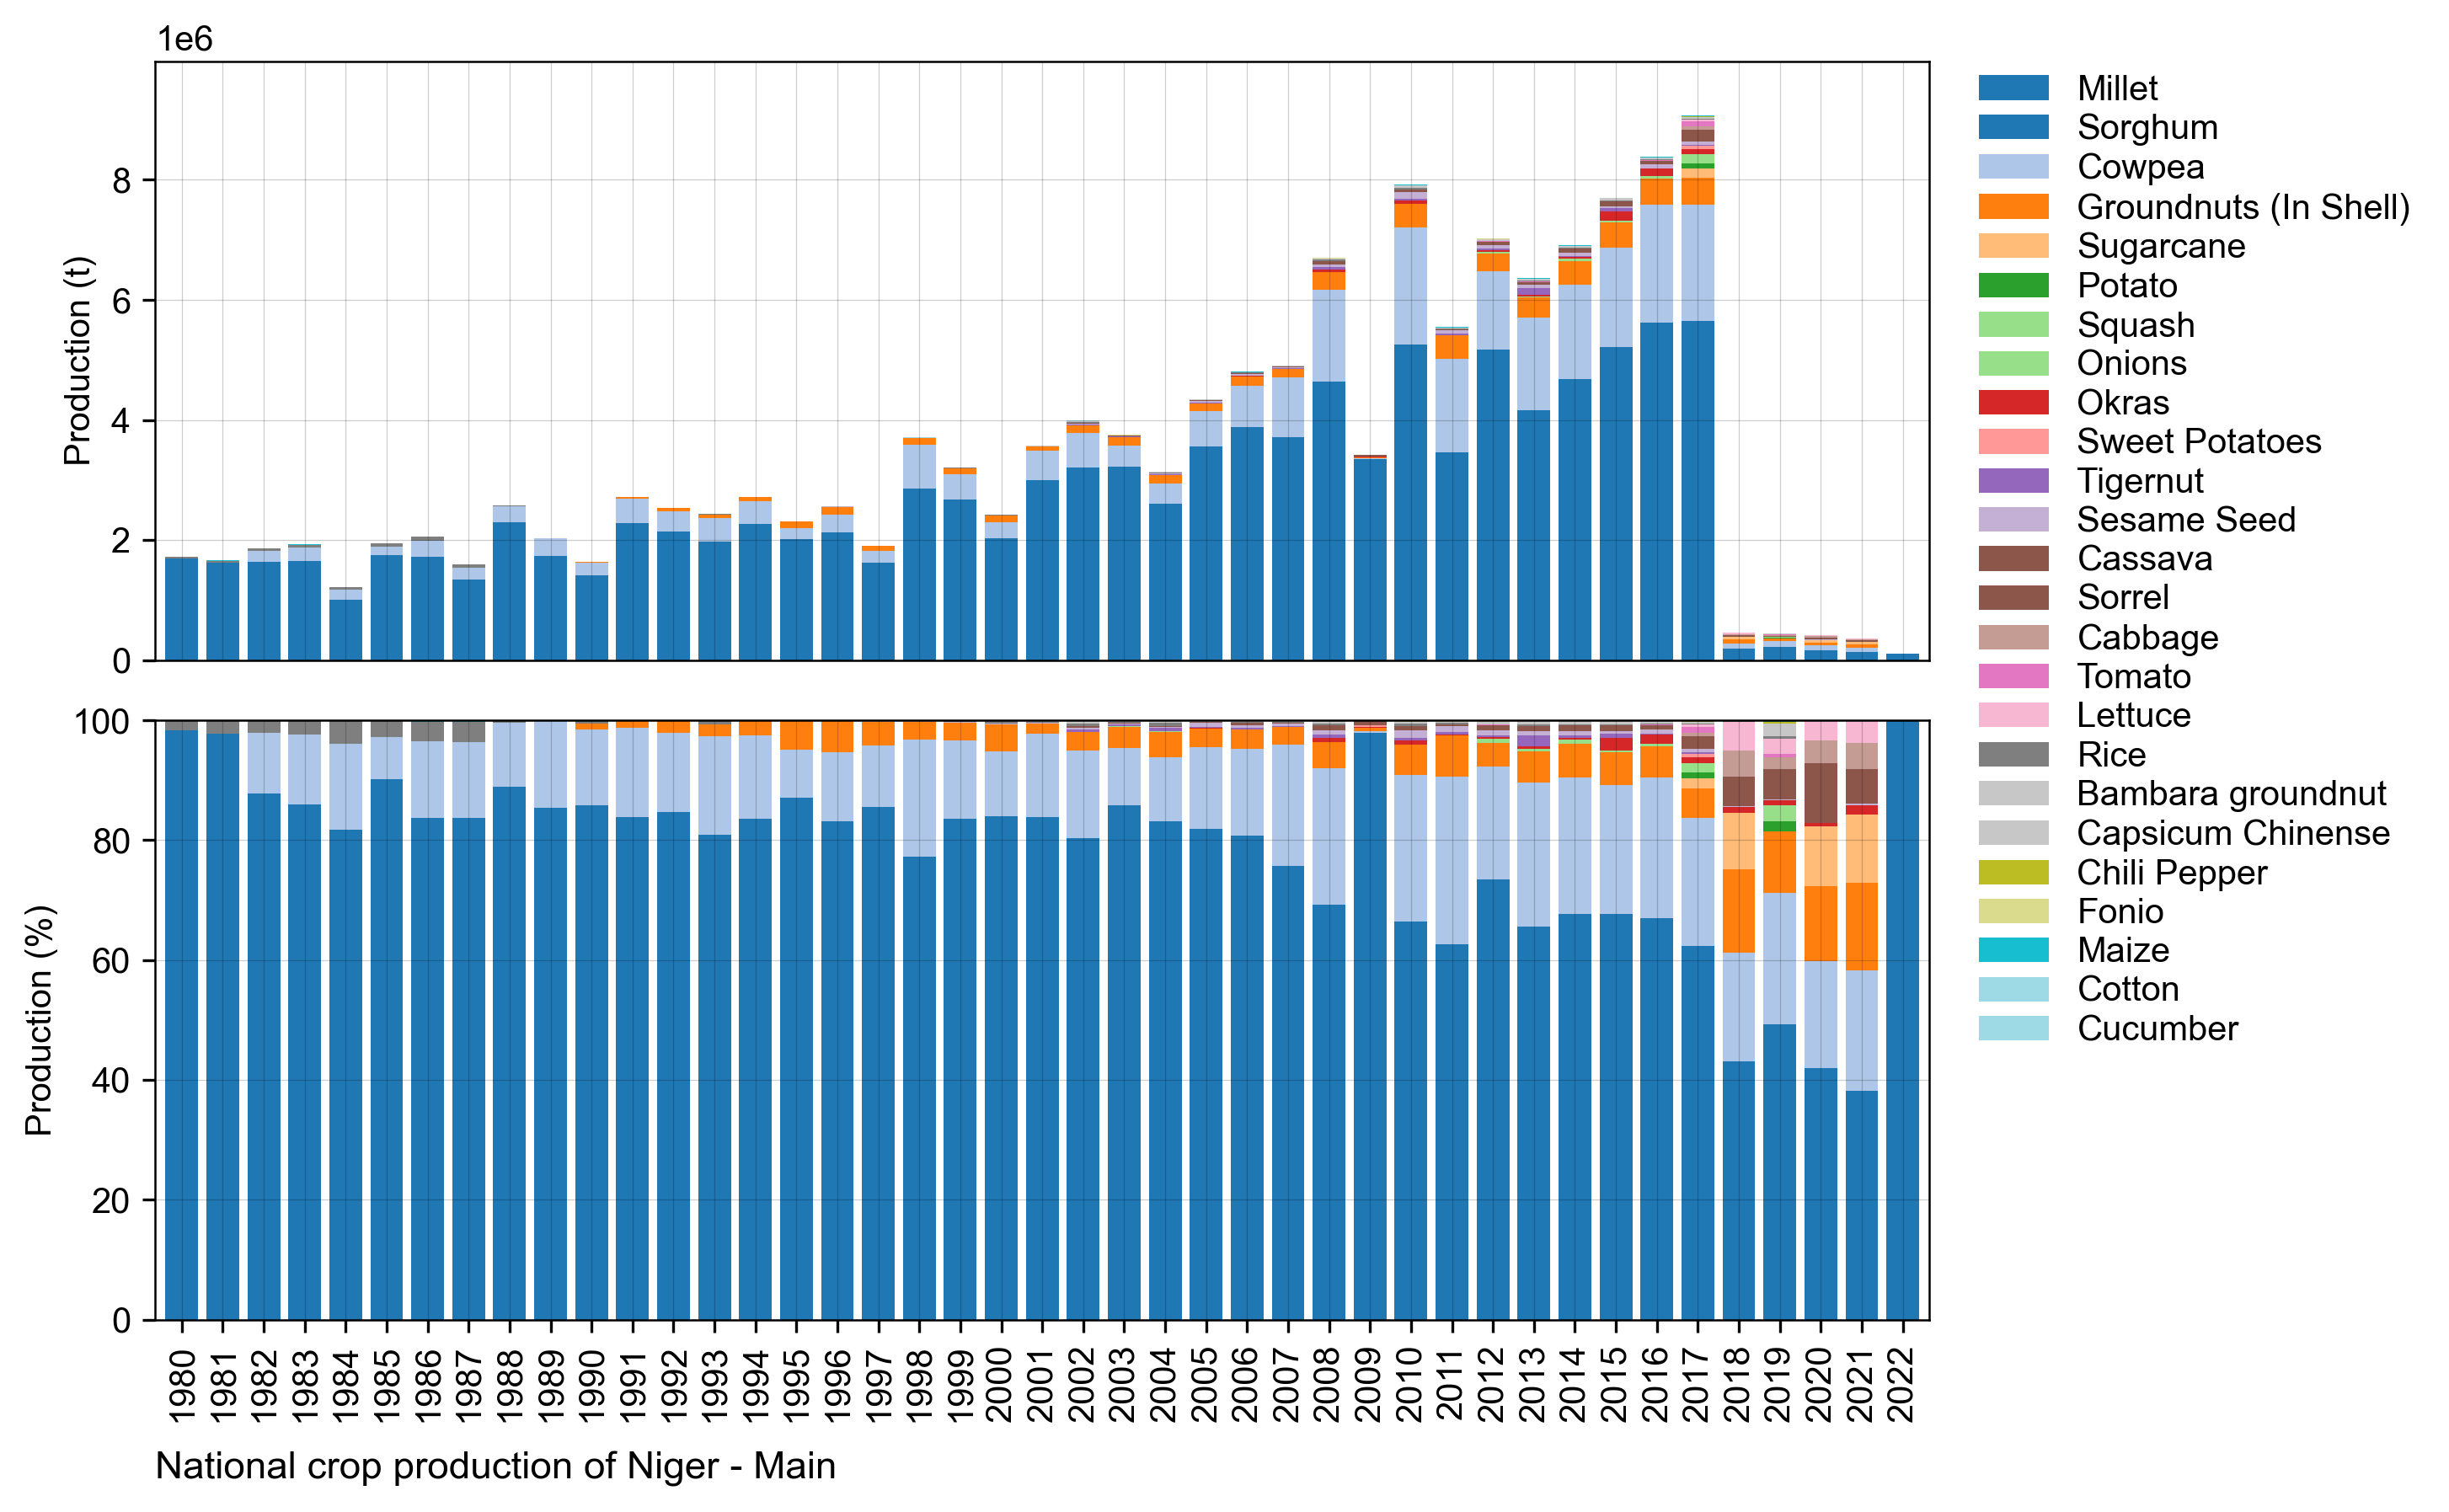 1e6
Production (t)
8
6
4
2
0
Millet
Sorghum
Cowpea
Groundnuts (In Shell)
Sugarcane
Potato
Squash
Onions
Okras
Sweet Potatoes
Tigernut
Sesame Seed
Cassava
Sorrel
Cabbage
Tomato
Lettuce
Rice
Bambara groundnut
Capsicum Chinense
Chili Pepper
Fonio
Maize
Cotton
Cucumber
Production (%)
100
80
60
40
20
0
1980 1981 1982 1983 1984 1985 1986 1987 1988 1989 1990 1991 1992 1993 1994 1995 1996 1997 1998 1999 2000 2001 2002 2003 2004 2005 2006 2007 2008 2009 2010 2011 2012 2013 2014 2015 2016 2017 2018 2019 2020 2021 2022
National crop production of Niger - Main